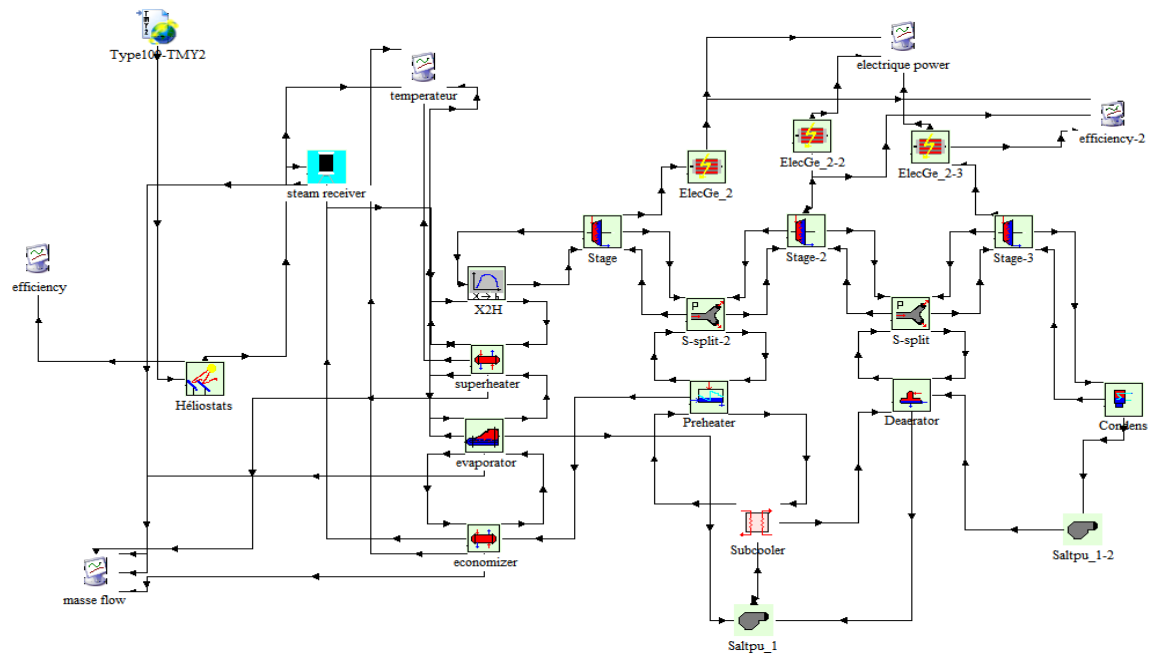 Type109-TMY2
electrique power
temperateur
efficiency-2
ElecGe_2-2
ElecGe_2-3
steam receiver
ElecGe_2
Stage
Stage-2
Stage-3
efficiency
X→h
X2H
P
S-split-2
P
S-split
superheater
Héliostats
Preheater
Deaerator
Condens
evaporator
Subcooler
economizer
Saltpu_1-2
masse flow
Saltpu_1